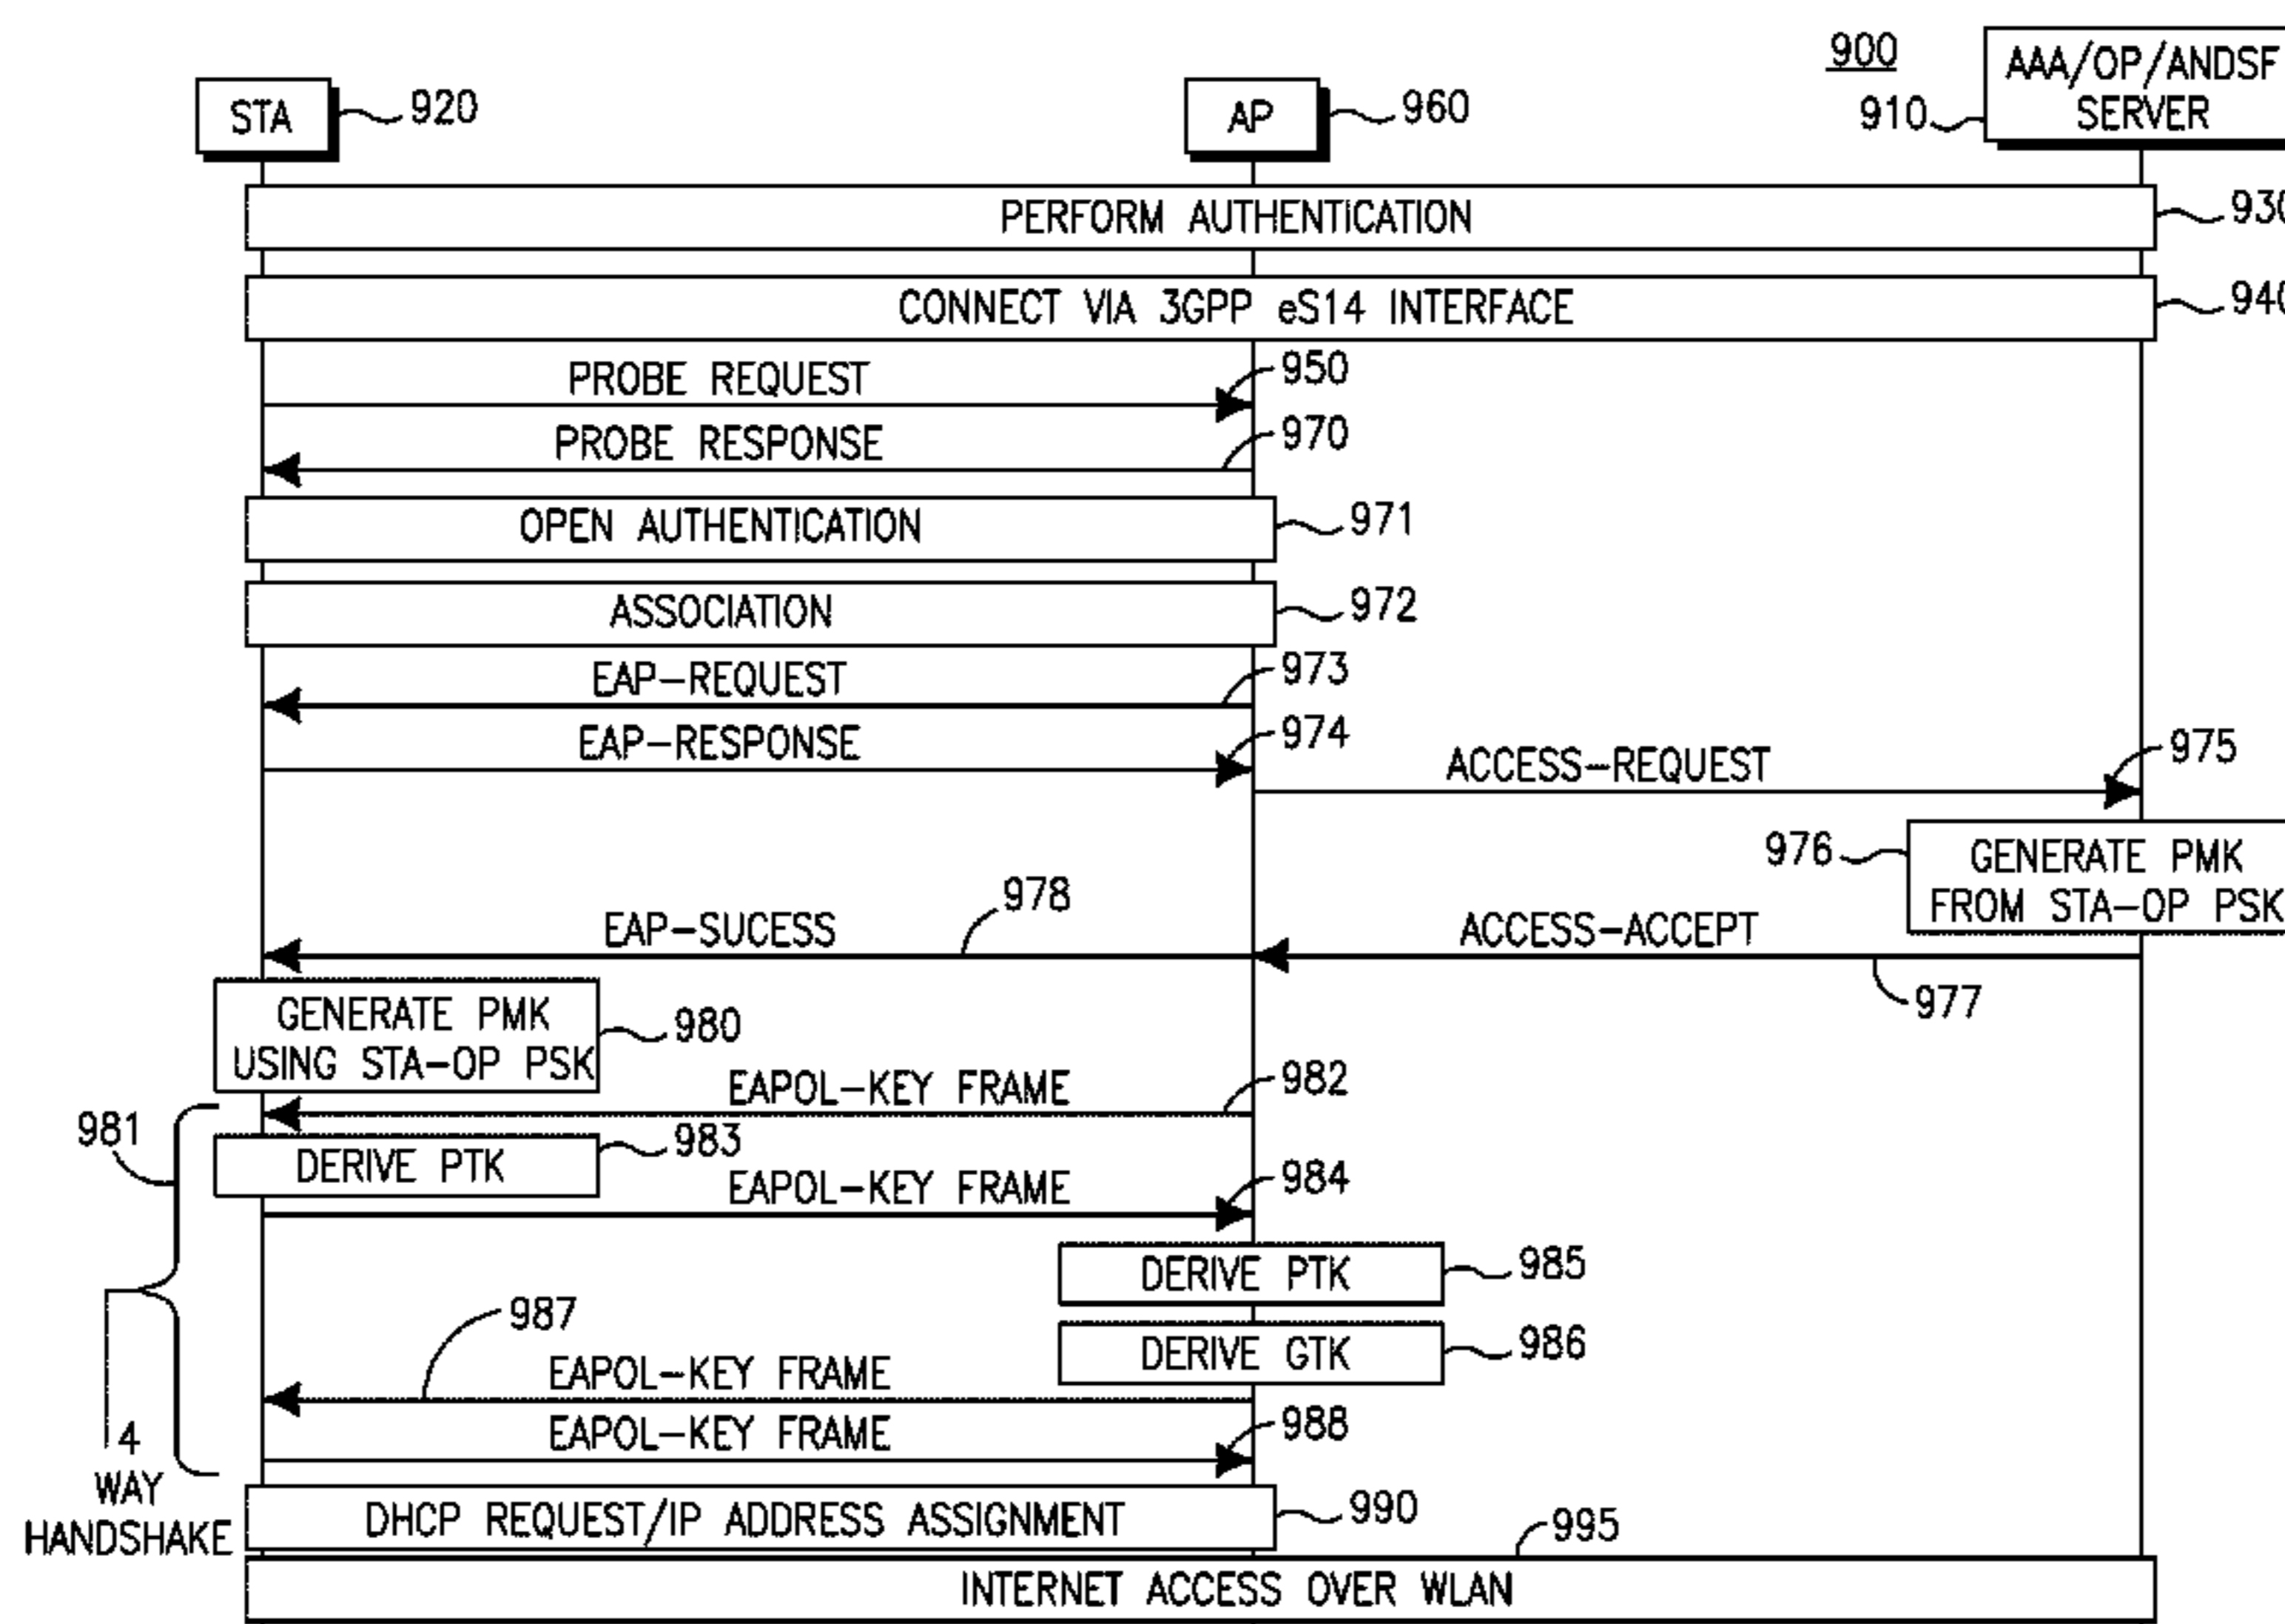 900
AAA/OP/ANDSF
SERVER
910
STA
920
AP
960
PERFORM AUTHENTICATION
930
CONNECT VIA 3GPP eS14 INTERFACE
940
PROBE REQUEST
950
PROBE RESPONSE
970
OPEN AUTHENTICATION
971
ASSOCIATION
972
EAP-REQUEST
973
EAP-RESPONSE
974
ACCESS-REQUEST
975
976
GENERATE PMK
FROM STA-OP PSK
978
EAP-SUCESS
ACCESS-ACCEPT
977
GENERATE PMK
USING STA-OP PSK
980
EAPOL-KEY FRAME
982
981
DERIVE PTK
983
EAPOL-KEY FRAME
984
DERIVE PTK
985
987
DERIVE GTK
986
EAPOL-KEY FRAME
EAPOL-KEY FRAME
988
4
WAY
HANDSHAKE
DHCP REQUEST/IP ADDRESS ASSIGNMENT
990
995
INTERNET ACCESS OVER WLAN